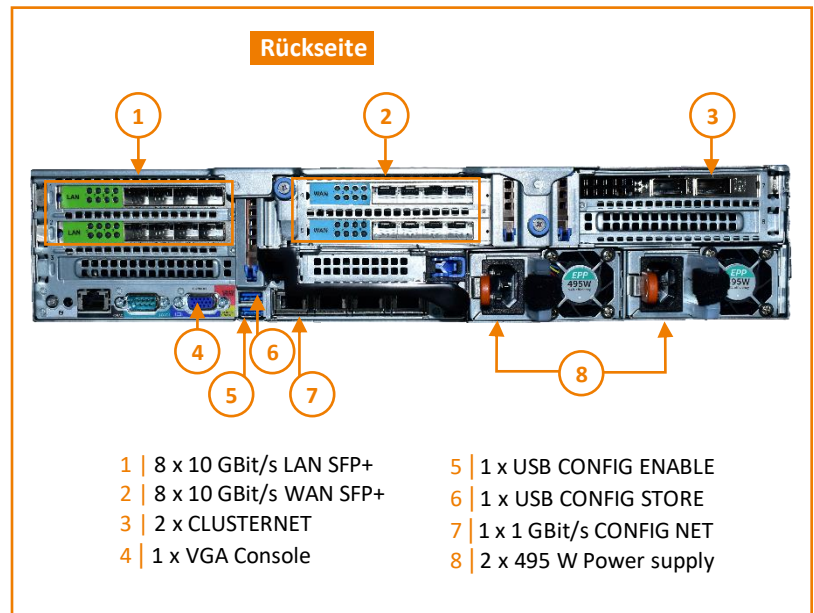 Rückseite
1
2
3
LAN
LAN
WAN
WAN
EPP
495W
EPP
95W
4
5
6
7
8
1 | 8 x 10 GBit/s LAN SFP+
2 | 8 x 10 GBit/s WAN SFP+
3 | 2 x CLUSTERNET
4 | 1 x VGA Console
5 | 1 x USB CONFIG ENABLE
6 | 1 x USB CONFIG STORE
7 | 1 x 1 GBit/s CONFIG NET
8 | 2 x 495 W Power supply